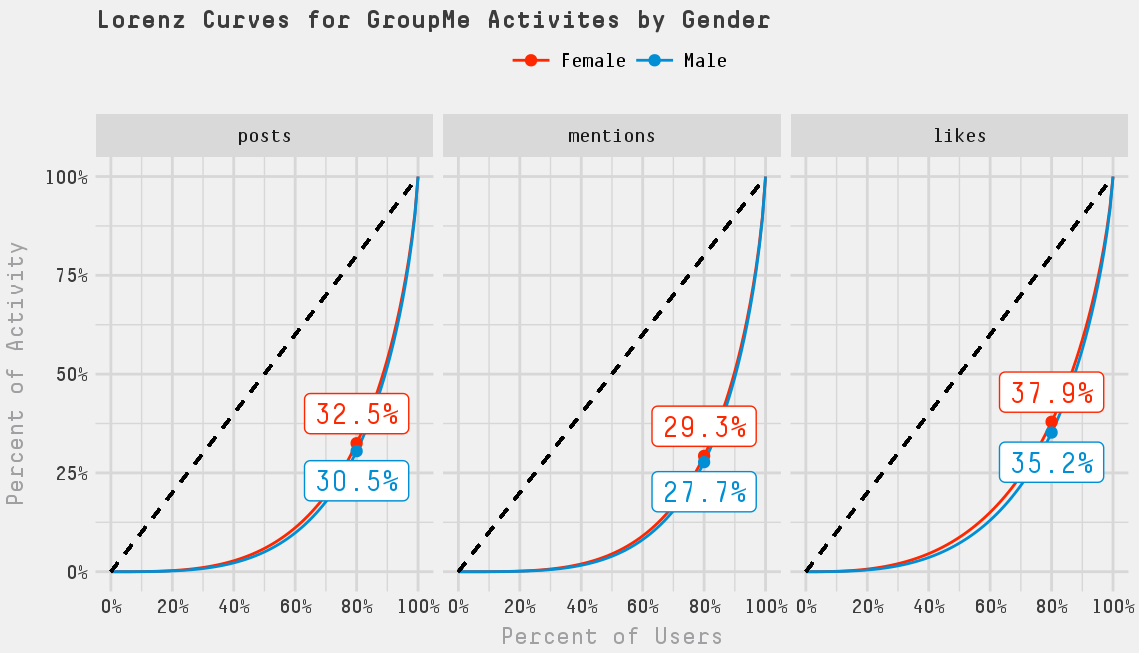 Lorenz Curves for GroupMe Activites by Gender
Female Male
posts mentions likes
100%
75%
50%
25%
0%
Percent of Activity
37.9%
32.5%
29.3%
35.2%
30.5%
27.7%
0% 20% 40% 60% 80% 100% 0% 20% 40% 60% 80% 100% 0% 20% 40% 60% 80% 100%
Percent of Users